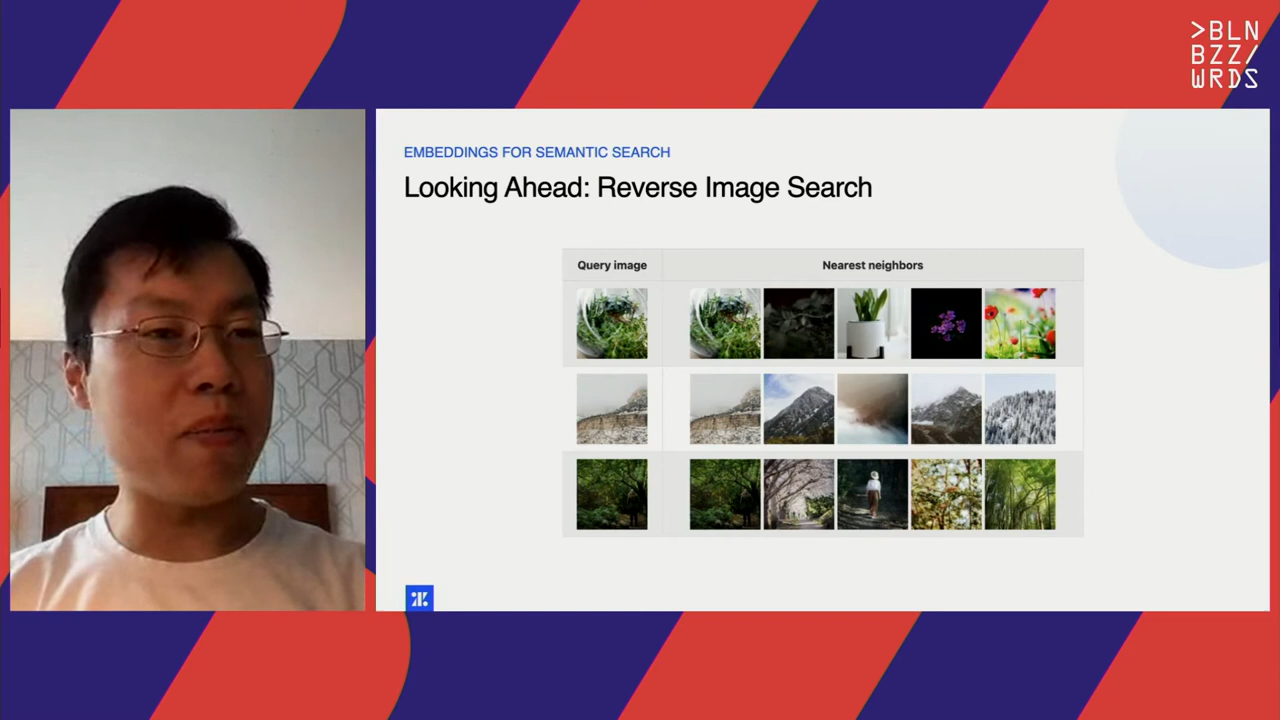 >BLN
BZZ/
WRDS
EMBEDDINGS FOR SEMANTIC SEARCH
Looking Ahead: Reverse Image Search
Query image
Nearest neighbors